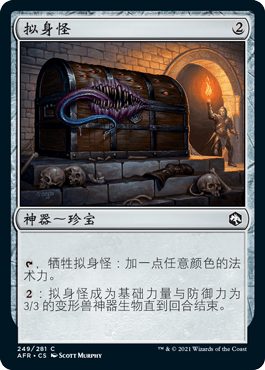 拟身怪 2
神器～珍宝
,牺牲拟身怪：加一点任意颜色的法
术力。
2：拟身怪成为基础力量与防御力为
3/3 的变形兽神器生物直到回合结束。
249/281 C
AFR • CS SCOTT MURPHY
™ & © 2021 Wizards of the Coast